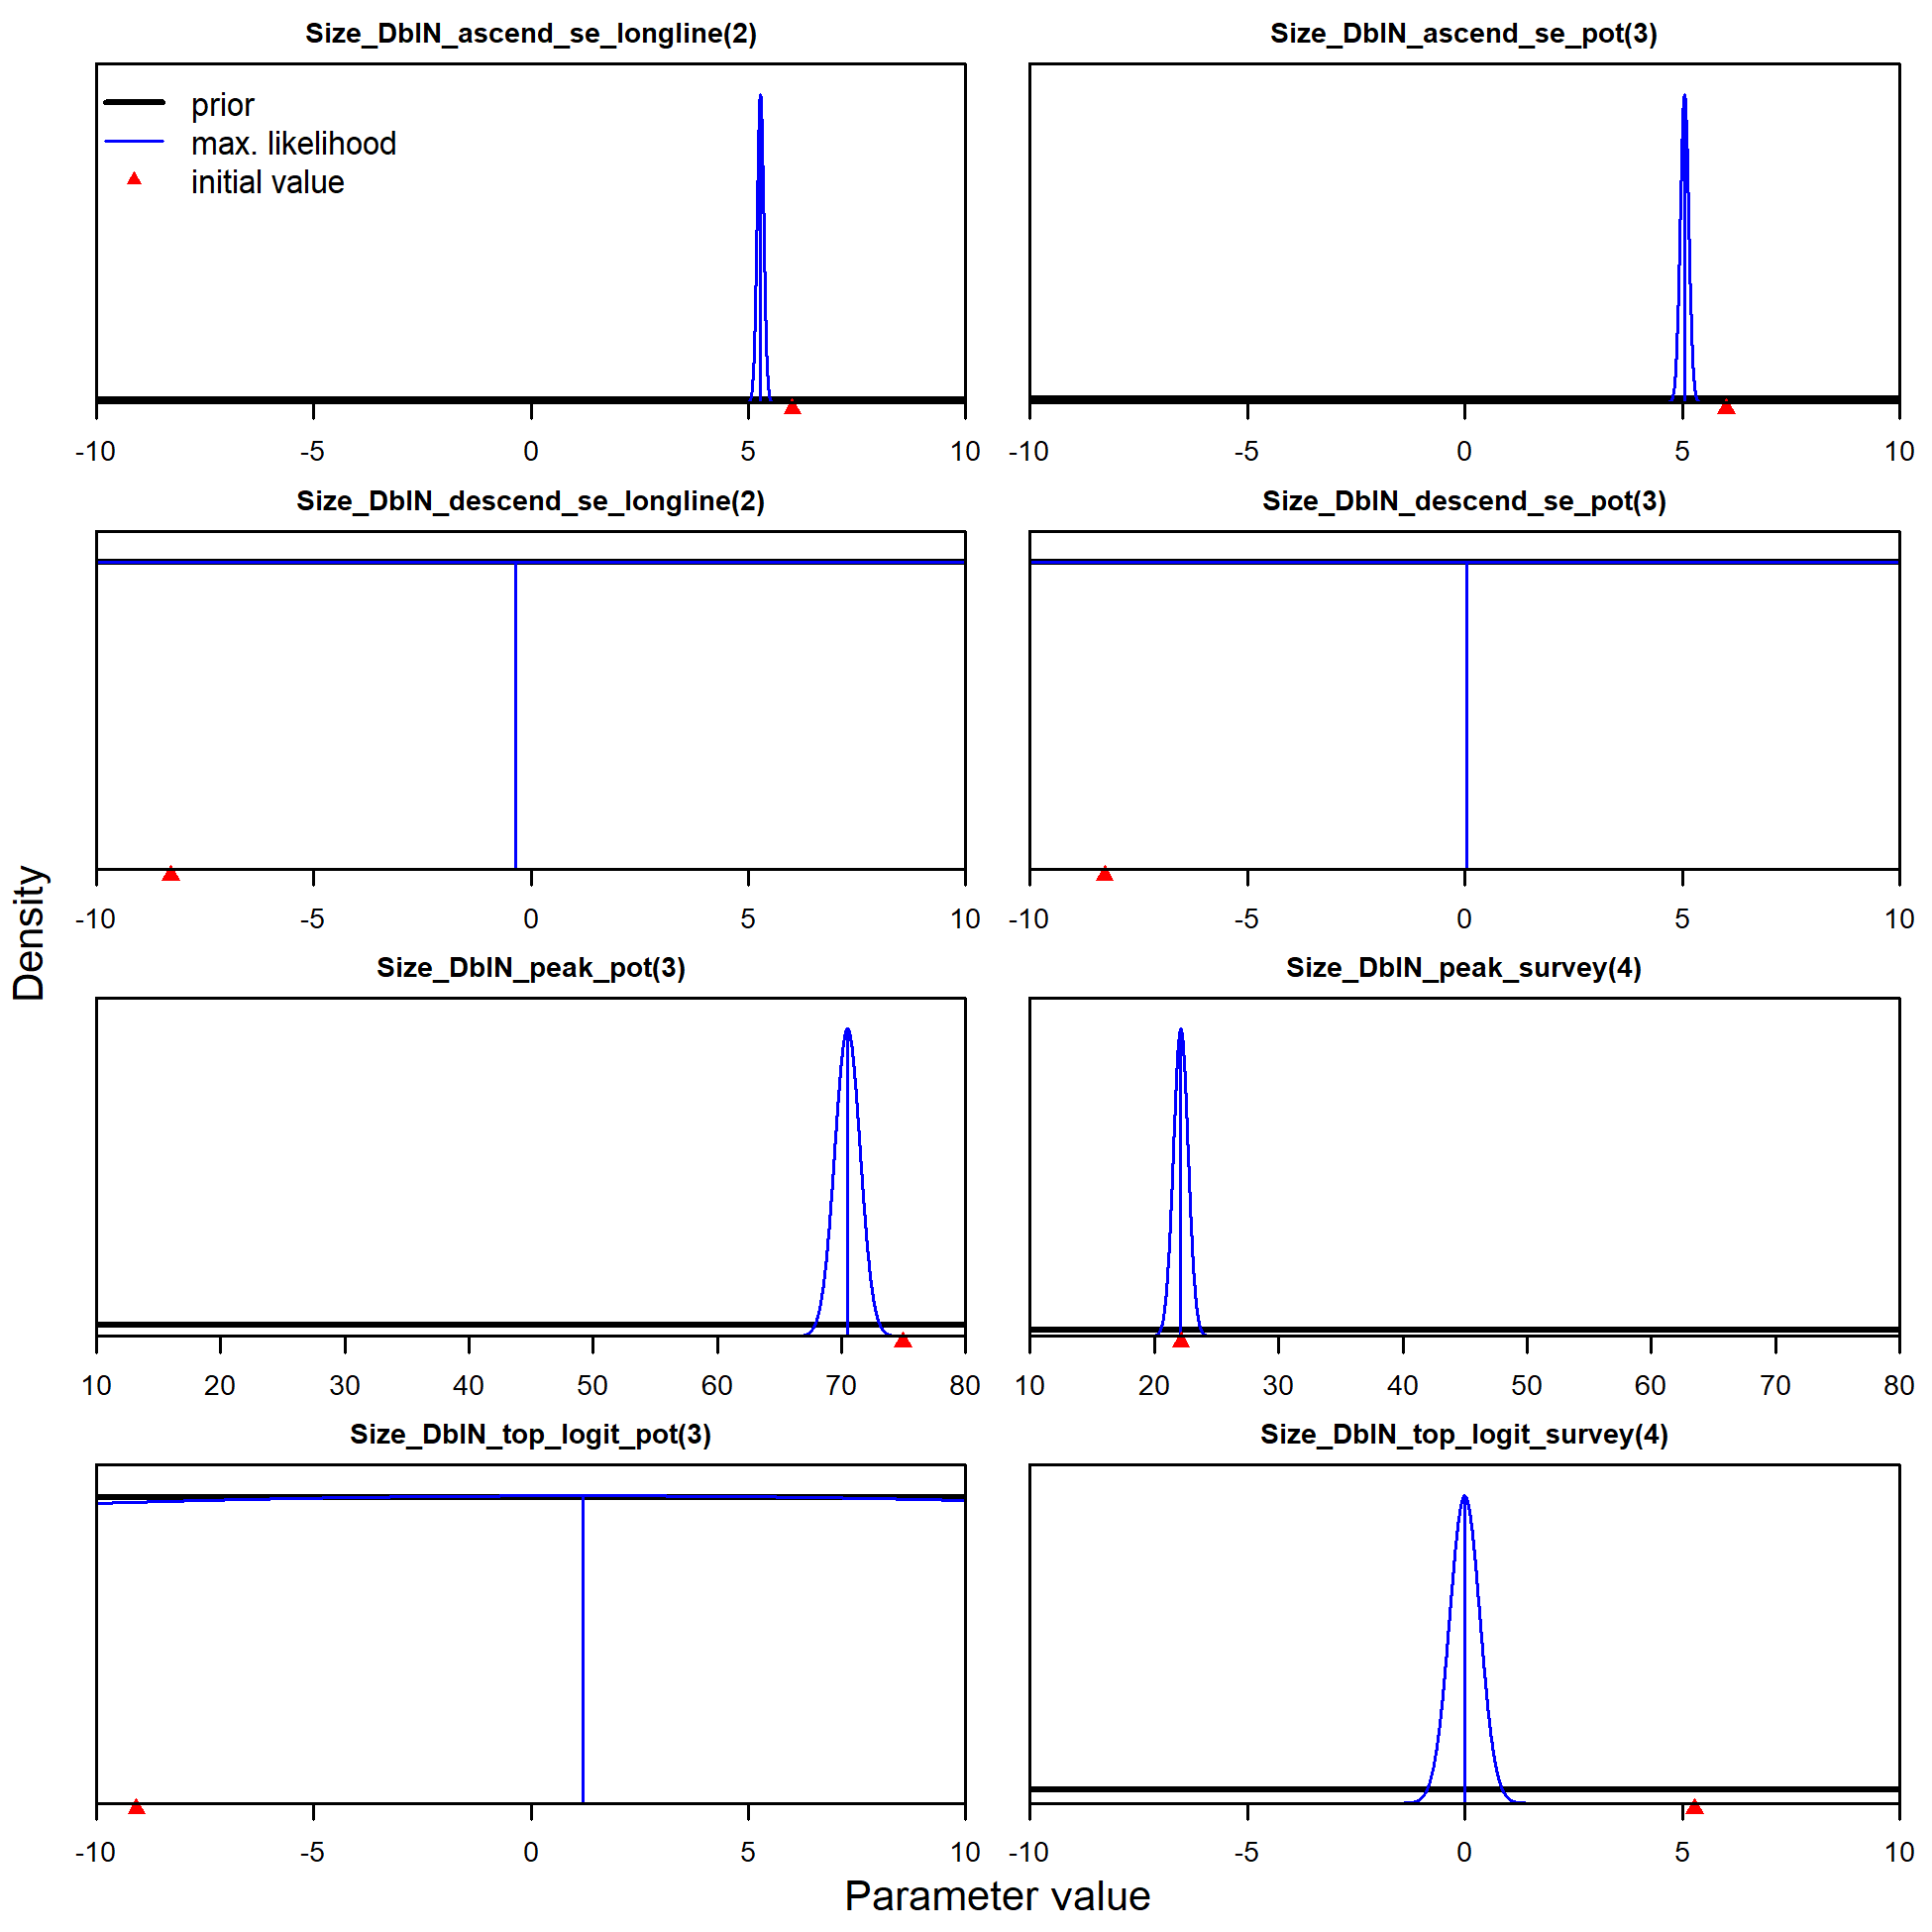 Size_DblN_ascend_se_longline(2)
Size_DblN_ascend_se_pot(3)
prior
max. likelihood
initial value
-10 -5 0 5 10
-10 -5 0 5 10
Size_DblN_descend_se_longline(2)
Size_DblN_descend_se_pot(3)
-10 -5 0 5 10
-10 -5 0 5 10
Density
Size_DblN_peak_pot(3)
Size_DblN_peak_survey(4)
10 20 30 40 50 60 70 80
10 20 30 40 50 60 70 80
Size_DblN_top_logit_pot(3)
Size_DblN_top_logit_survey(4)
-10 -5 0 5 10
-10 -5 0 5 10
Parameter value